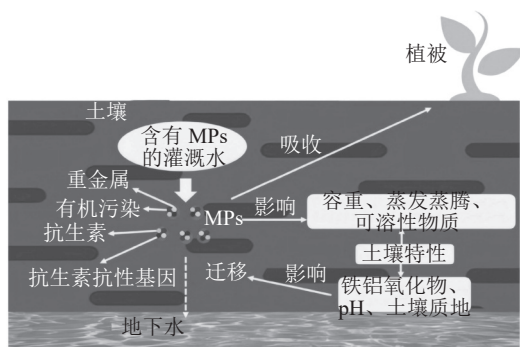 植被
土壤
含有 MPs
的灌溉水
吸收
重金属
有机污染
抗生素
抗生素抗性基因
MPs
影响
容重、蒸发蒸腾、
可溶性物质
土壤特性
迁移
影响
铁铝氧化物、
pH、土壤质地
地下水